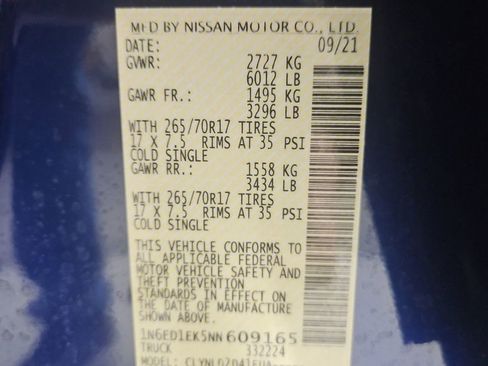 MFD BY NISSAN MOTOR CO., LTD.
DATE: 09/21
GVWR: 2727 KG
6012 LB
GAWR FR.: 1495 KG
3296 LB
WITH 265/70R17 TIRES
17 X 7.5 RIMS AT 35 PSI
COLD SINGLE
GAWR RR.: 1558 KG
3434 LB
WITH 265/70R17 TIRES
17 X 7.5 RIMS AT 35 PSI
COLD SINGLE
THIS VEHICLE CONFORMS TO
ALL APPLICABLE FEDERAL
MOTOR VEHICLE SAFETY AND
THEFT PREVENTION
STANDARDS IN EFFECT ON
THE DATE OF MANUFACTURE
SHOWN ABOVE.
1N6ED1EK5NN609165
TRUCK 332224
MODEL: